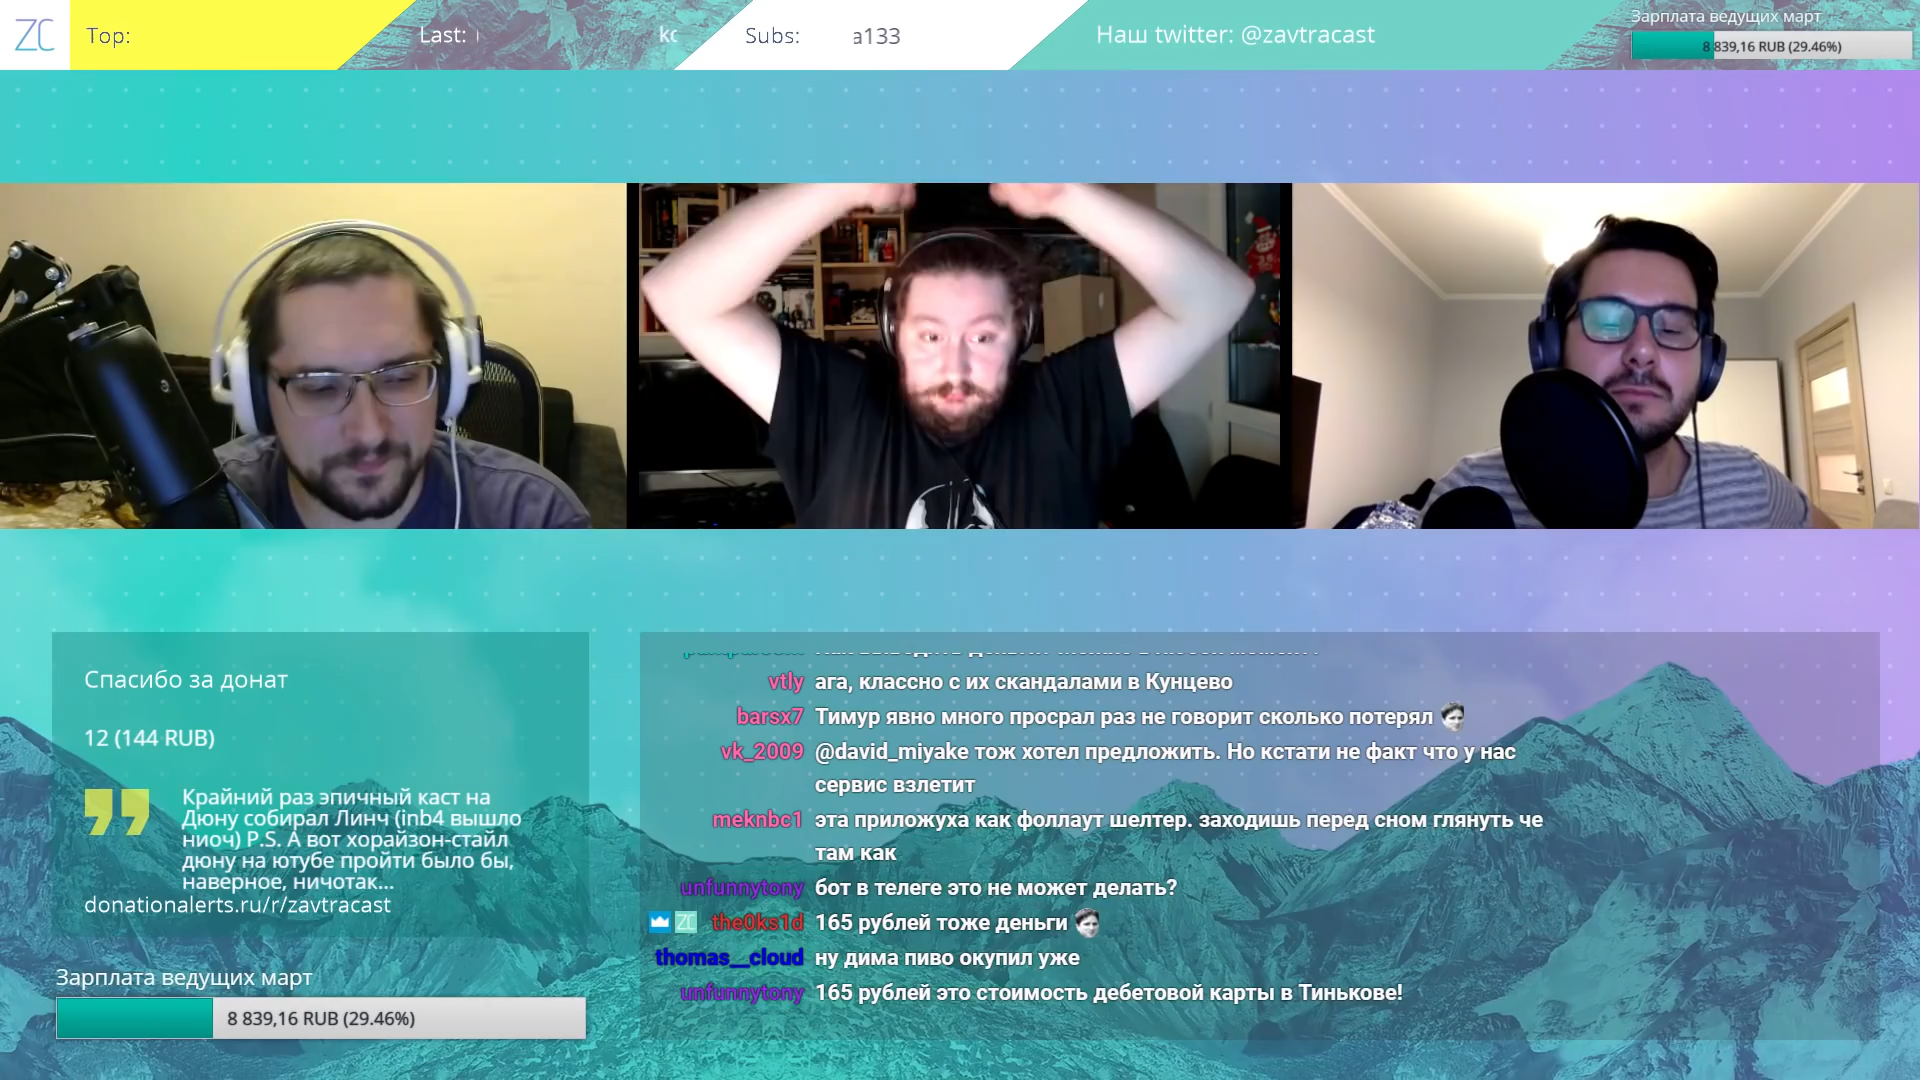 ZC
Top:
Last:
Subs: a133
Наш twitter: @zavtracast
Зарплата ведущих март
8 839,16 RUB (29.46%)
Спасибо за донат
12 (144 RUB)
Крайний раз эпичный каст на
Дюну собирал Линч (inb4 вышло
ниоч) P.S. А вот хорайзон-стайл
дюну на ютубе пройти было бы,
наверное, ничотак...
donationalerts.ru/r/zavtracast
Зарплата ведущих март
8 839,16 RUB (29.46%)
vtly ага, классно с их скандалами в Кунцево
barsx7 Тимур явно много просрал раз не говорит сколько потерял
vk_2009 @david_miyake тож хотел предложить. Но кстати не факт что у нас
сервис взлетит
meknbc1 эта приложуха как фоллаут шелтер. заходишь перед сном глянуть че
там как
unfunnytony бот в телеге это не может делать?
ZC the0ks1d 165 рублей тоже деньги
thomas__cloud ну дима пиво окупил уже
unfunnytony 165 рублей это стоимость дебетовой карты в Тинькове!